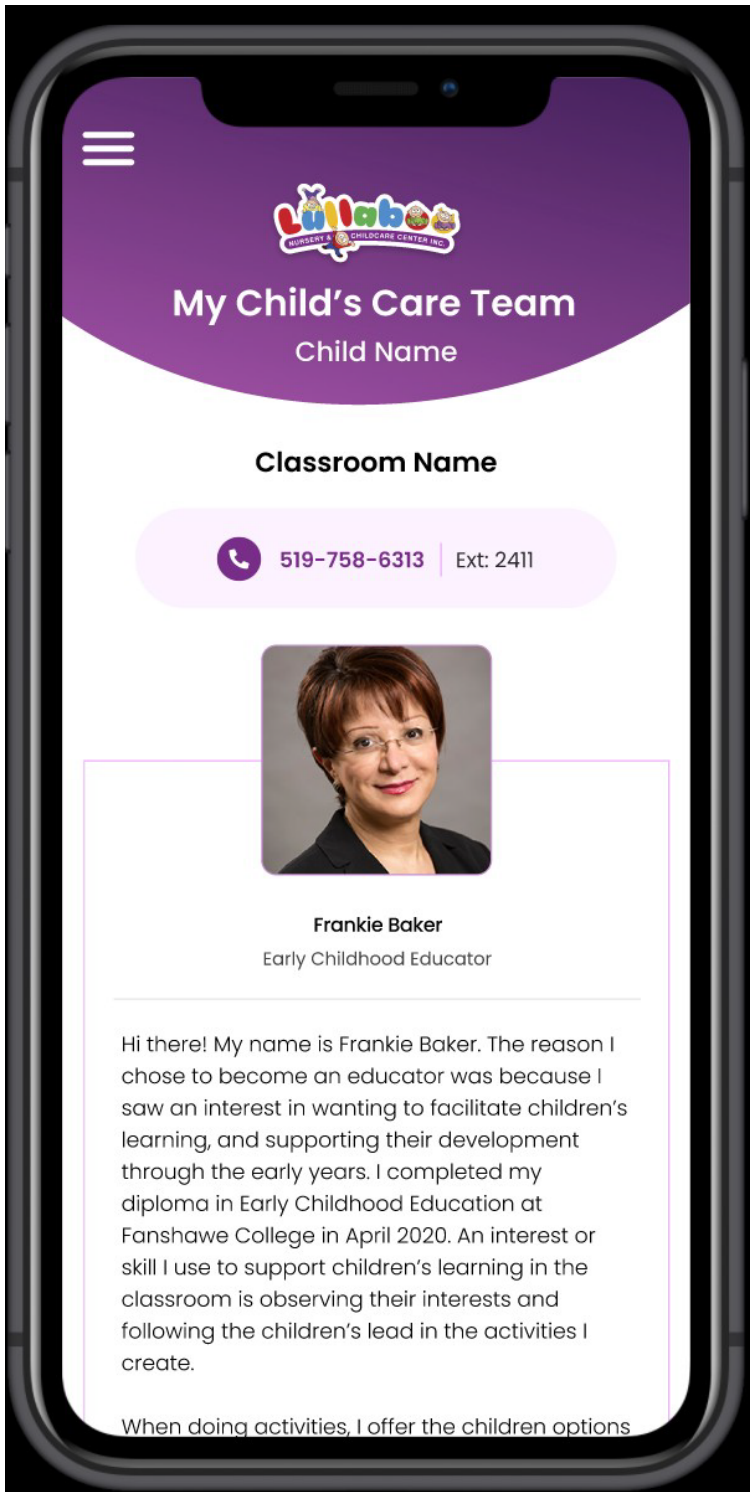 Lullaboo
NURSERY & CHILDCARE CENTER INC.
My Child’s Care Team
Child Name
Classroom Name
519-758-6313 Ext: 2411
Frankie Baker
Early Childhood Educator
Hi there! My name is Frankie Baker. The reason I
chose to become an educator was because I
saw an interest in wanting to facilitate children’s
learning, and supporting their development
through the early years. I completed my
diploma in Early Childhood Education at
Fanshawe College in April 2020. An interest or
skill I use to support children’s learning in the
classroom is observing their interests and
following the children’s lead in the activities I
create.
When doing activities, I offer the children options